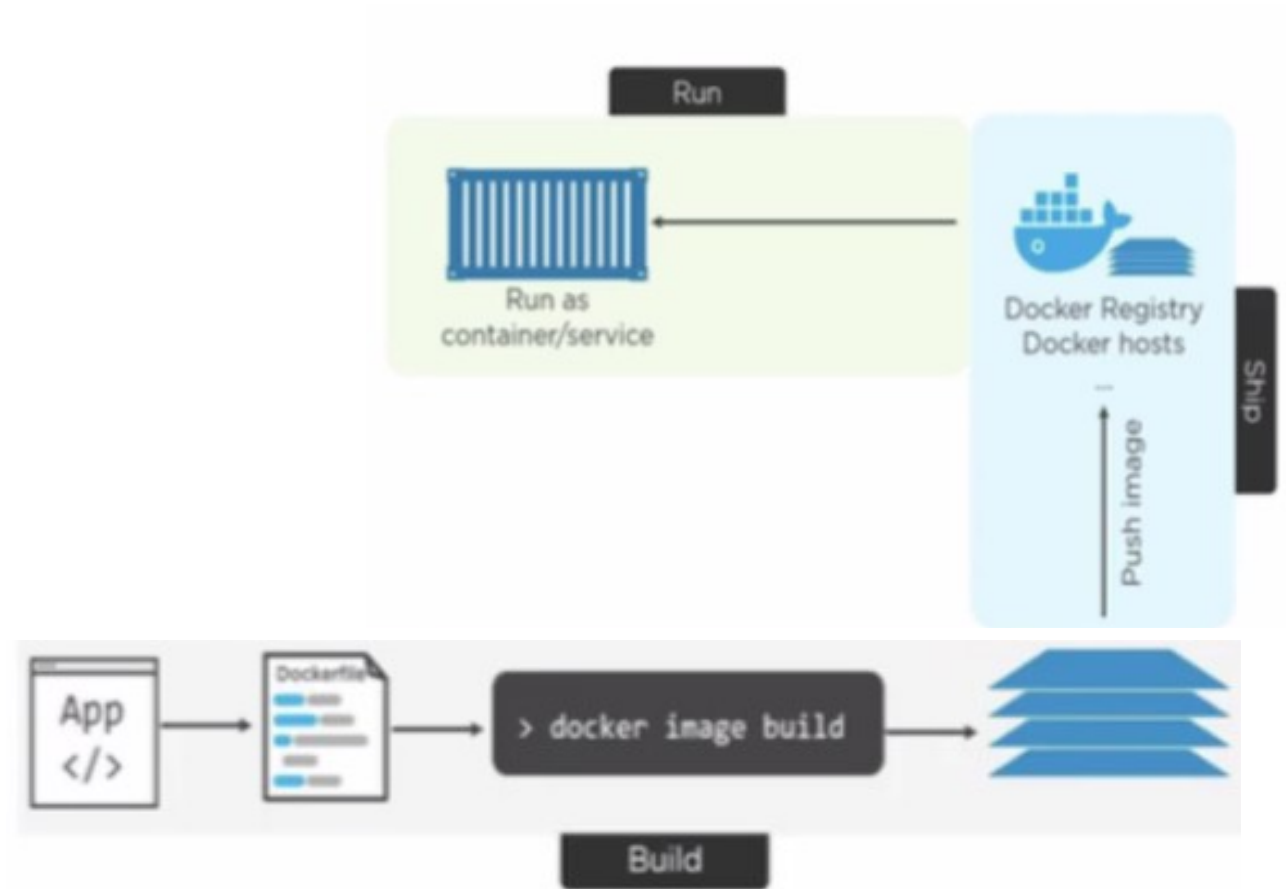 Run
Run as
container/service
Docker Registry
Docker hosts
...
Ship
Push image
App
</>
Dockerfile
> docker image build
Build